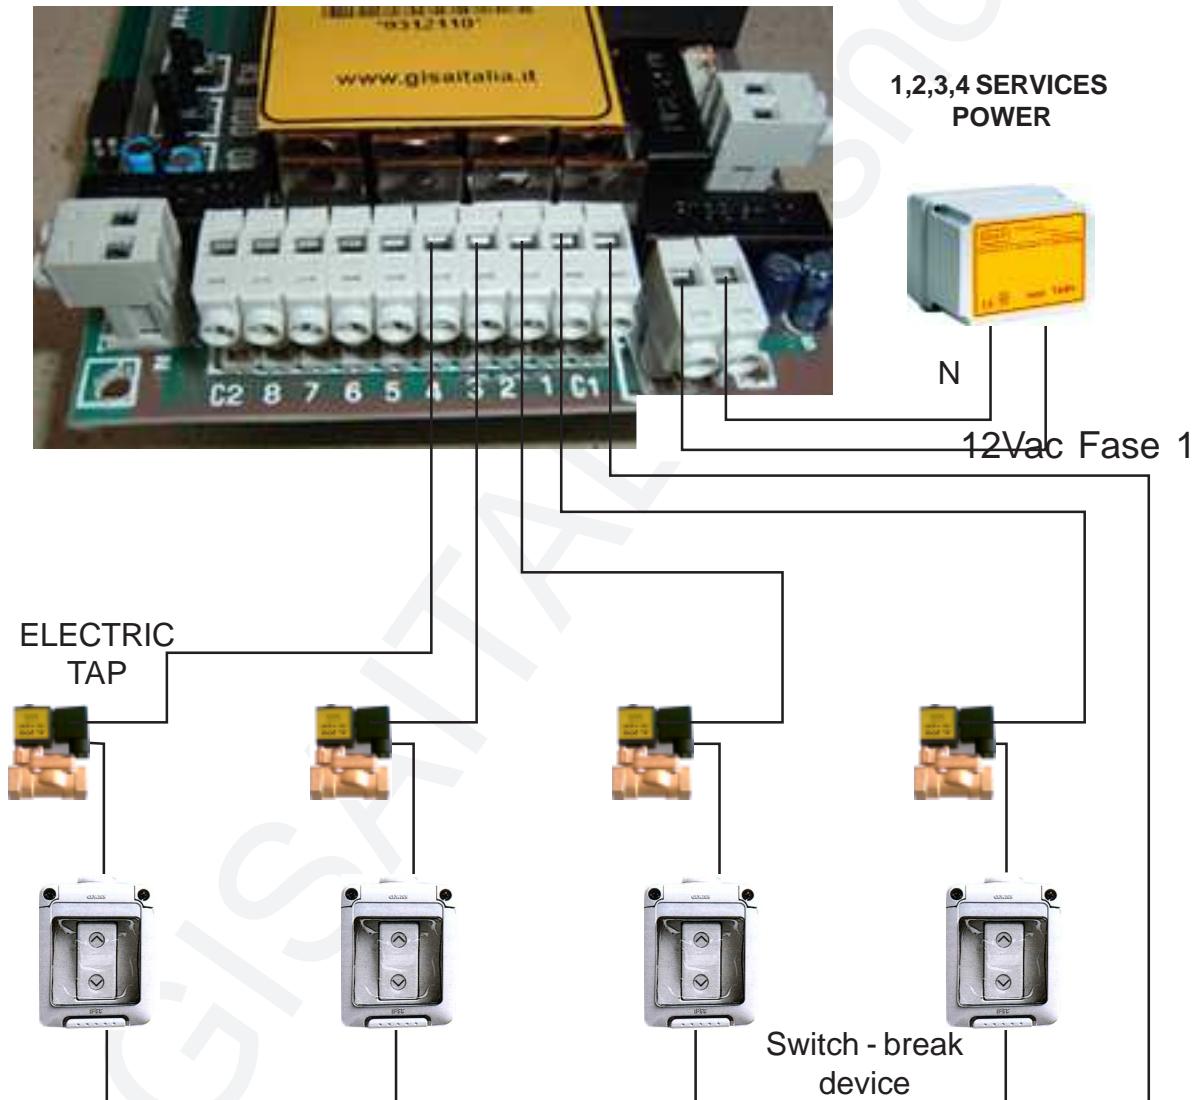 "9312110"
www.gisaitalia.it
1,2,3,4 SERVICES
POWER
N
12Vac Fase 1
C2 8 7 6 5 4 3 2 1 C1
ELECTRIC
TAP
Switch - break
device
GISAITALIA